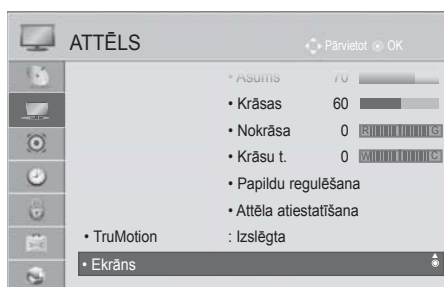 ATTĒLS
Pārvietot OK
• Asums 70
• Krāsas 60
• Nokrāsa 0 R G
• Krāsu t. 0 W C
• Papildu regulēšana
• Attēla atiestatīšana
• TruMotion : Izslēgta
• Ekrāns